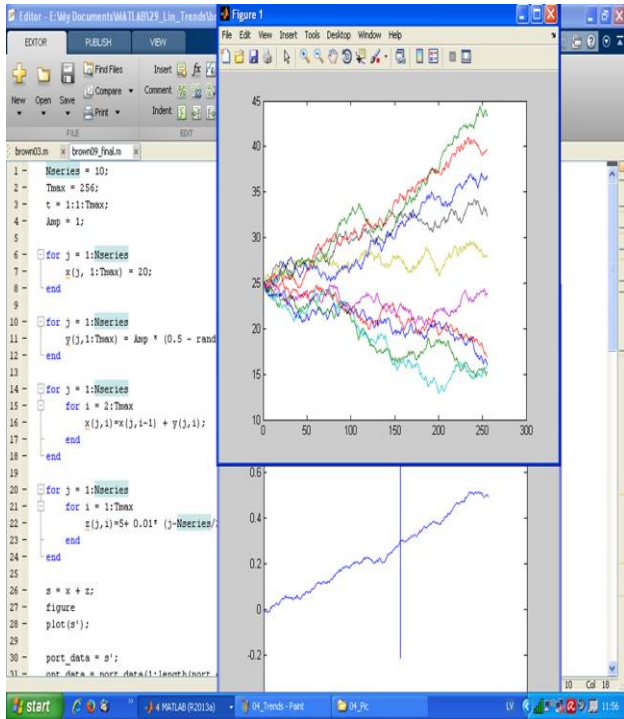 Editor - E:\My Documents\MATLAB\29_Lin_Trends\b
Figure 1
EDITOR PUBLISH VIEW
File Edit View Insert Tools Desktop Window Help
New Open Save
Find Files
Compare
Print
Insert fx
Comment
Indent
FILE EDIT
brown03.m x brown09_final.m x
1 - Nseries = 10;
2 - Tmax = 256;
3 - t = 1:1:Tmax;
4 - Amp = 1;
5
6 - for j = 1:Nseries
7 - x(j, 1:Tmax) = 20;
8 - end
9
10 - for j = 1:Nseries
11 - y(j,1:Tmax) = Amp * (0.5 - rand
12 - end
13
14 - for j = 1:Nseries
15 - for i = 2:Tmax
16 - x(j,i)=x(j,i-1) + y(j,i);
17 - end
18 - end
19
20 - for j = 1:Nseries
21 - for i = 1:Tmax
22 - z(j,i)=5+ 0.01* (j-Nseries/
23 - end
24 - end
25
26 - s = x + z;
27 - figure
28 - plot(s');
29
30 - port_data = s';
45
40
35
30
25
20
15
10
0 50 100 150 200 250 300
0.6
0.4
0.2
0
-0.2
10 Col 18
start
4 MATLAB (R2013a)
04_Trends - Paint
04_Pic
LV
11:56